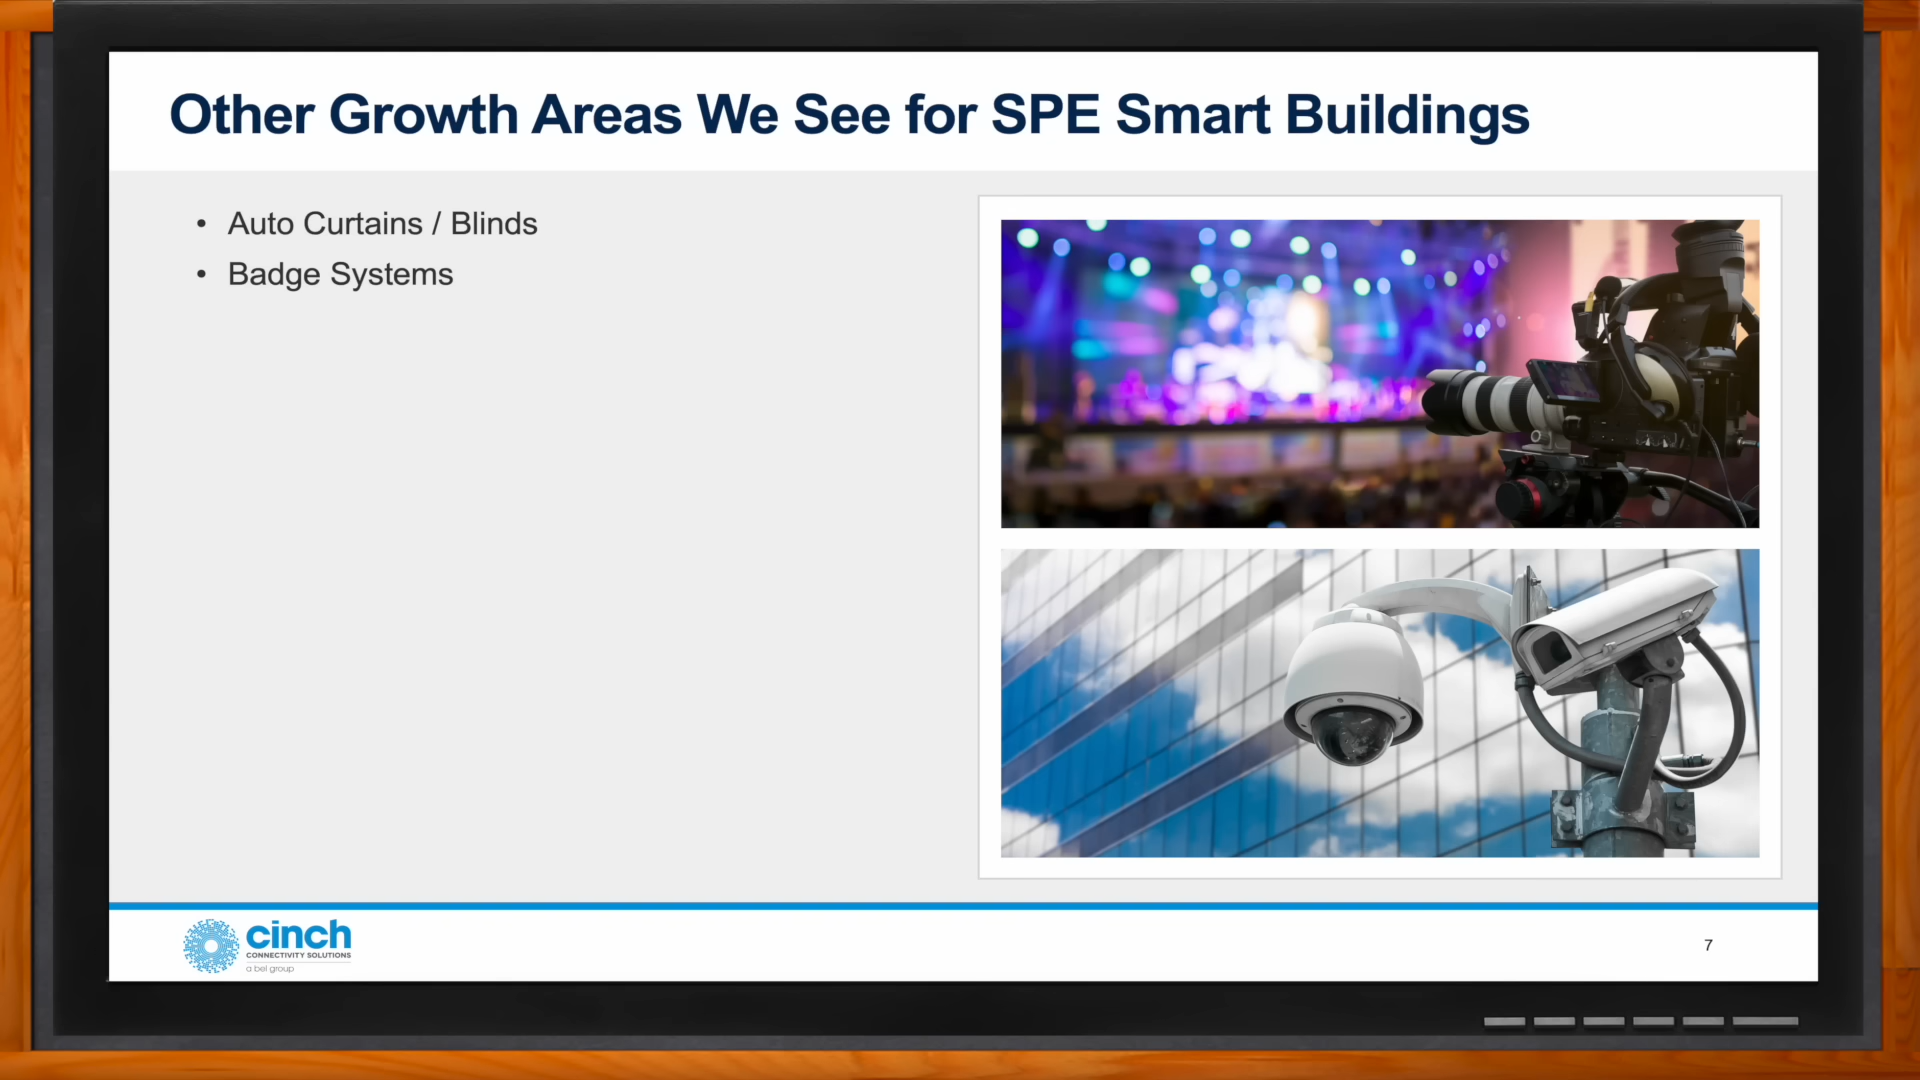 Other Growth Areas We See for SPE Smart Buildings
• Auto Curtains / Blinds
• Badge Systems
cinch
CONNECTIVITY SOLUTIONS
a bel group
7